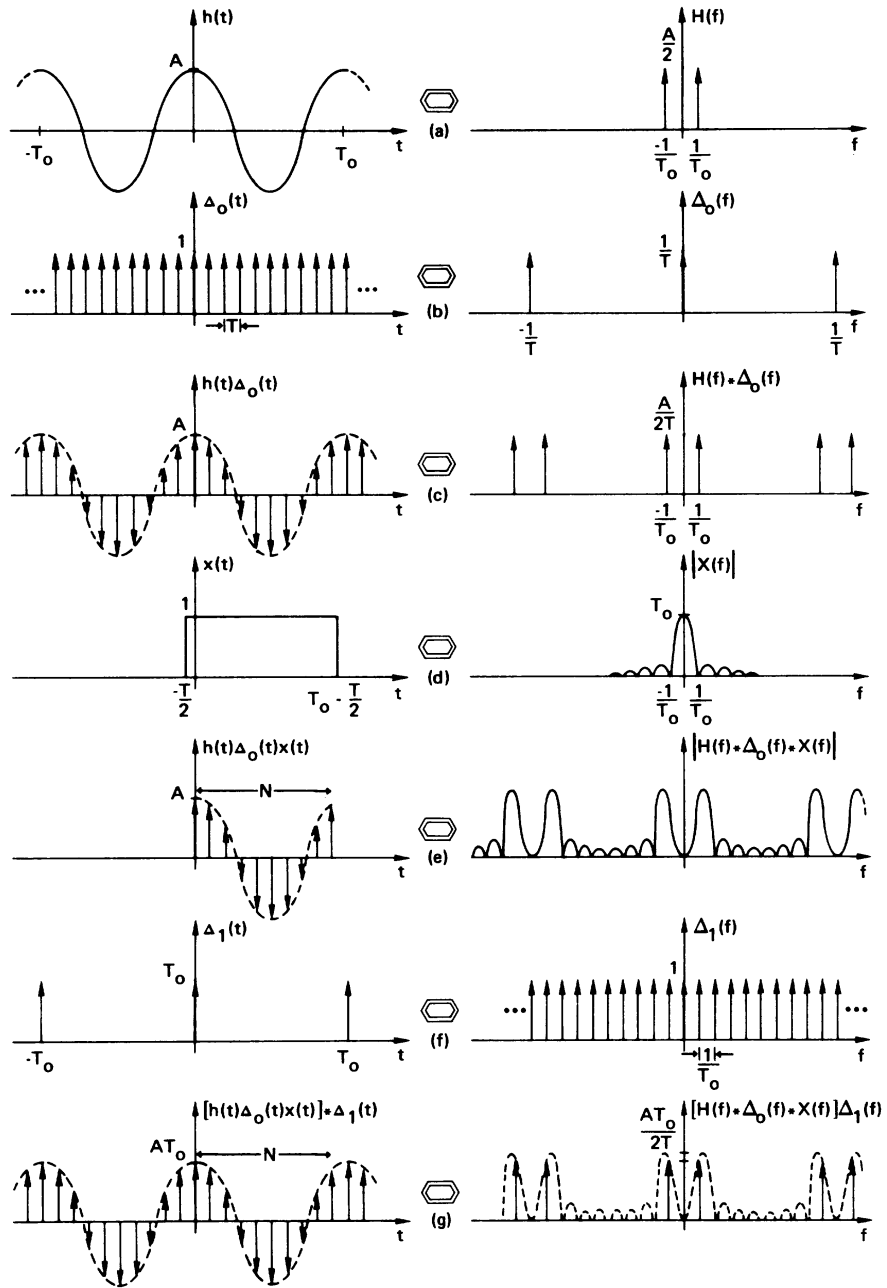 h(t)
H(f)
A
A/2
(a)
-T₀
T₀
t
-1/T₀
1/T₀
f
Δ₀(t)
Δ₀(f)
1
1/T
...
...
(b)
T
t
-1/T
1/T
f
h(t)Δ₀(t)
H(f)*Δ₀(f)
A
A/2T
(c)
t
-1/T₀
1/T₀
f
x(t)
|X(f)|
1
T₀
(d)
-T/2
T₀ - T/2
t
-1/T₀
1/T₀
f
h(t)Δ₀(t)x(t)
|H(f)*Δ₀(f)*X(f)|
A
N
(e)
t
f
Δ₁(t)
Δ₁(f)
T₀
1
...
...
(f)
-T₀
T₀
t
1/T₀
f
[h(t)Δ₀(t)x(t)]*Δ₁(t)
[H(f)*Δ₀(f)*X(f)]Δ₁(f)
AT₀
N
AT₀/2T
(g)
t
f